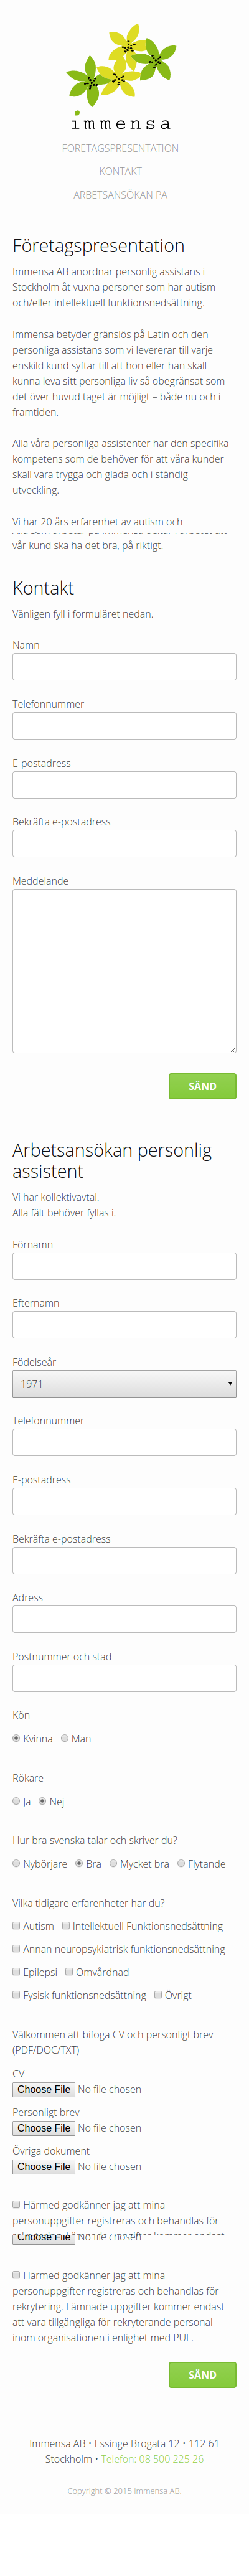 immensa
FÖRETAGSPRESENTATION
KONTAKT
ARBETSANSÖKAN PA
Företagspresentation
Immensa AB anordnar personlig assistans i
Stockholm åt vuxna personer som har autism
och/eller intellektuell funktionsnedsättning.
Immensa betyder gränslös på Latin och den
personliga assistans som vi levererar till varje
enskild kund syftar till att hon eller han skall
kunna leva sitt personliga liv så obegränsat som
det över huvud taget är möjligt – både nu och i
framtiden.
Alla våra personliga assistenter har den specifika
kompetens som de behöver för att våra kunder
skall vara trygga och glada och i ständig
utveckling.
Vi har 20 års erfarenhet av autism och
vår kund ska ha det bra, på riktigt.
Kontakt
Vänligen fyll i formuläret nedan.
Namn
Telefonnummer
E-postadress
Bekräfta e-postadress
Meddelande
SÄND
Arbetsansökan personlig
assistent
Vi har kollektivavtal.
Alla fält behöver fyllas i.
Förnamn
Efternamn
Födelseår
1971
Telefonnummer
E-postadress
Bekräfta e-postadress
Adress
Postnummer och stad
Kön
Kvinna Man
Rökare
Ja Nej
Hur bra svenska talar och skriver du?
Nybörjare Bra Mycket bra Flytande
Vilka tidigare erfarenheter har du?
Autism Intellektuell Funktionsnedsättning
Annan neuropsykiatrisk funktionsnedsättning
Epilepsi Omvårdnad
Fysisk funktionsnedsättning Övrigt
Välkommen att bifoga CV och personligt brev
(PDF/DOC/TXT)
CV
Choose File No file chosen
Personligt brev
Choose File No file chosen
Övriga dokument
Choose File No file chosen
Härmed godkänner jag att mina
personuppgifter registreras och behandlas för
Choose File No file chosen
Härmed godkänner jag att mina
personuppgifter registreras och behandlas för
rekrytering. Lämnade uppgifter kommer endast
att vara tillgängliga för rekryterande personal
inom organisationen i enlighet med PUL.
SÄND
Immensa AB • Essinge Brogata 12 • 112 61
Stockholm • Telefon: 08 500 225 26
Copyright © 2015 Immensa AB.